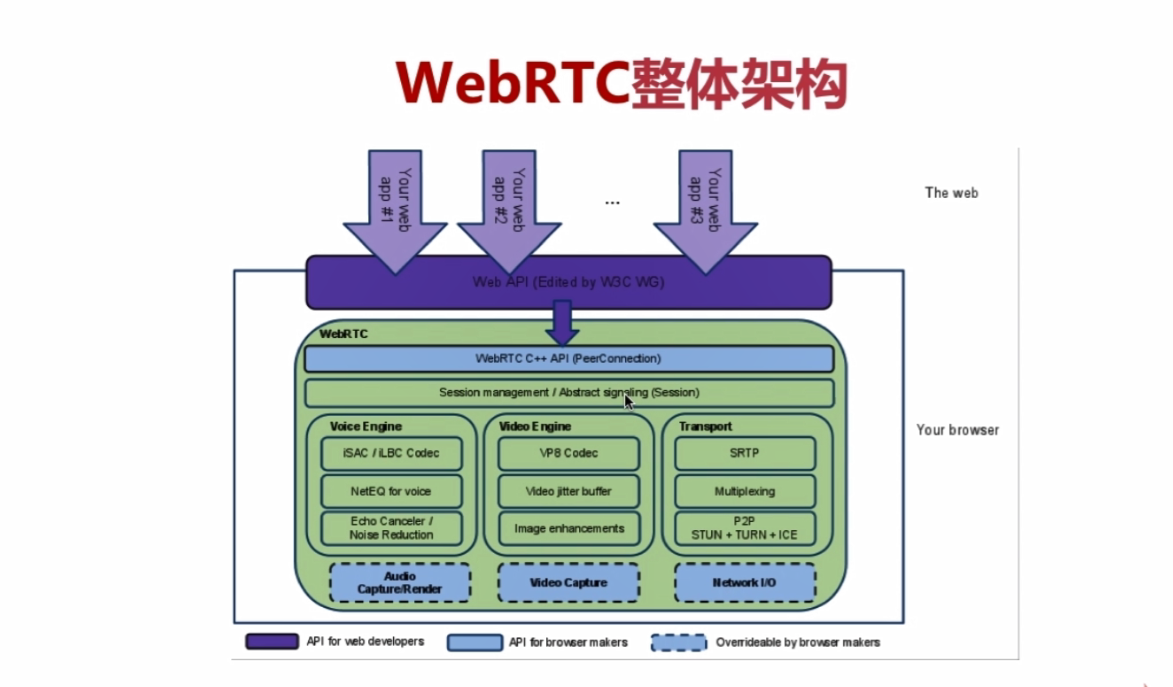 WebRTC整体架构
Your web
app #1
Your web
app #2
...
Your web
app #3
The web
Web API (Edited by W3C WG)
WebRTC
WebRTC C++ API (PeerConnection)
Session management / Abstract signaling (Session)
Your browser
Voice Engine
iSAC / iLBC Codec
NetEQ for voice
Echo Canceler /
Noise Reduction
Video Engine
VP8 Codec
Video jitter buffer
Image enhancements
Transport
SRTP
Multiplexing
P2P
STUN + TURN + ICE
Audio
Capture/Render
Video Capture
Network I/O
API for web developers
API for browser makers
Overrideable by browser makers